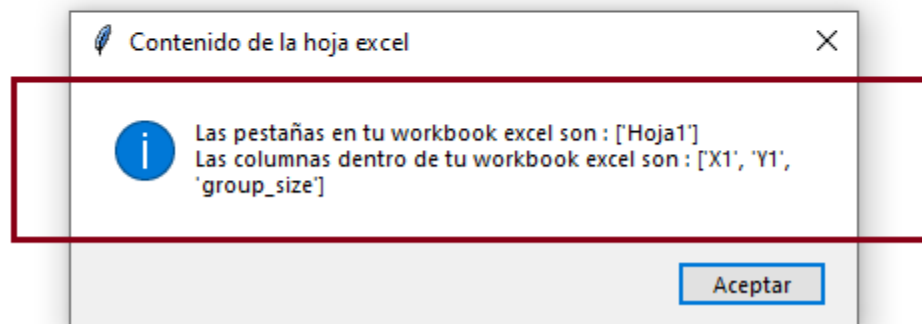 Contenido de la hoja excel
Las pestañas en tu workbook excel son : ['Hoja1']
Las columnas dentro de tu workbook excel son : ['X1', 'Y1',
'group_size']
Aceptar